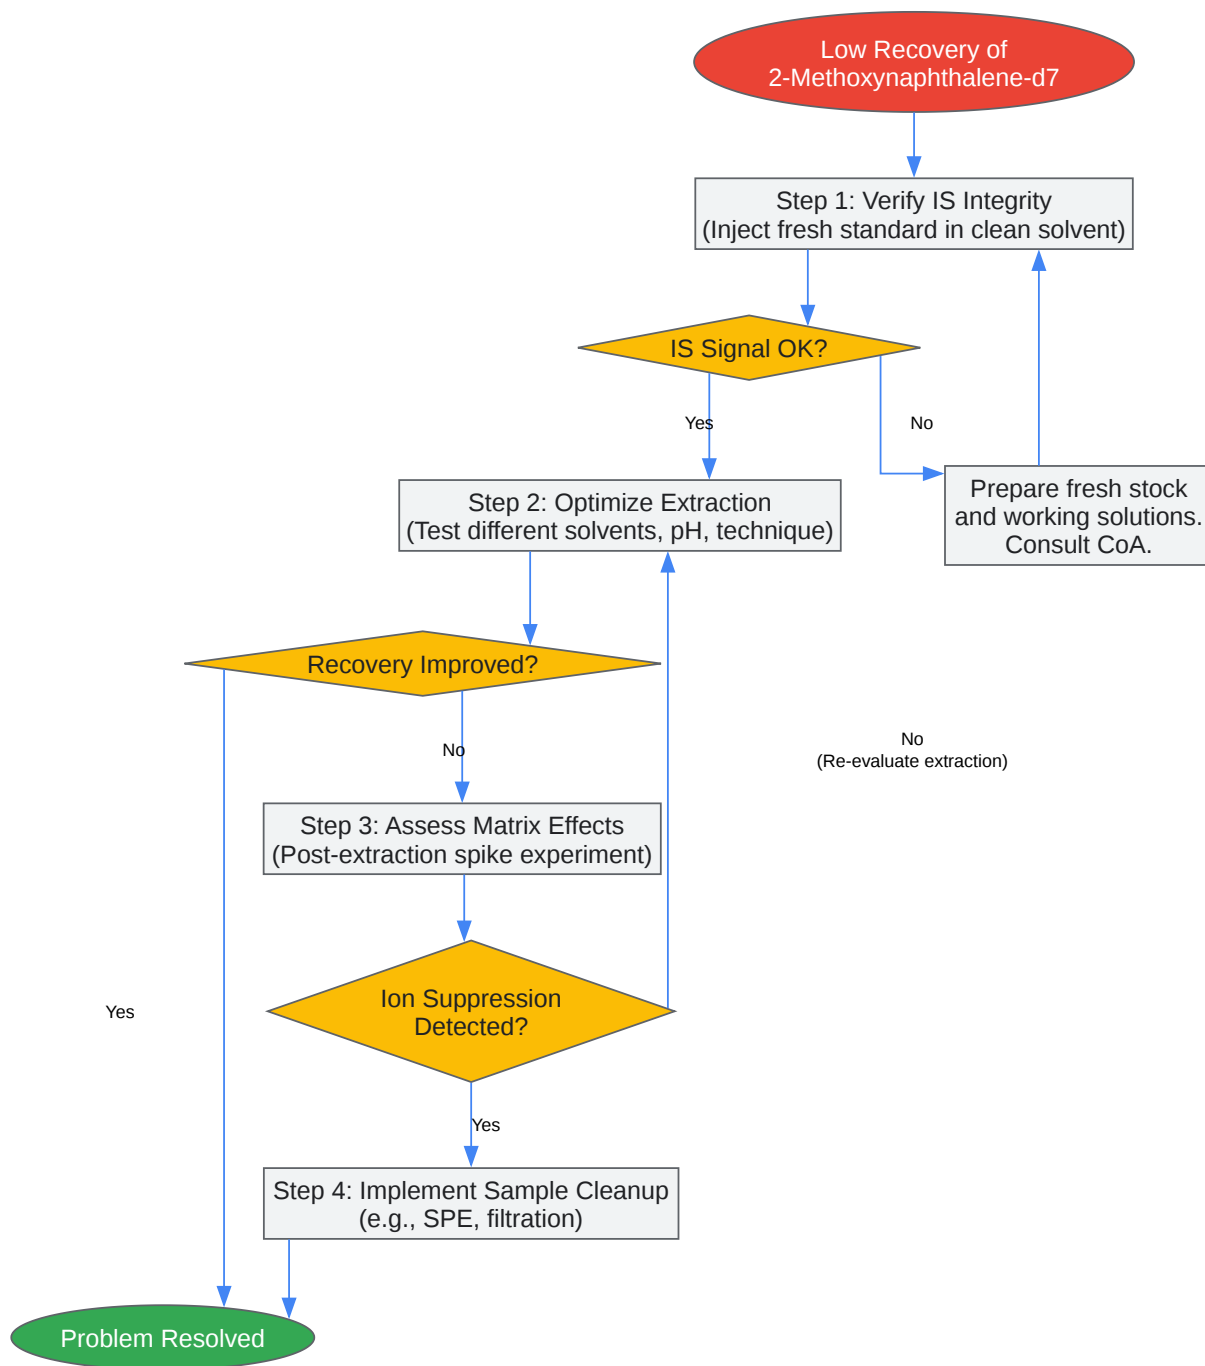 Low Recovery of
2-Methoxynaphthalene-d7
Step 1: Verify IS Integrity
(Inject fresh standard in clean solvent)
IS Signal OK?
Yes
No
Prepare fresh stock
and working solutions.
Consult CoA.
Step 2: Optimize Extraction
(Test different solvents, pH, technique)
Recovery Improved?
No
No
(Re-evaluate extraction)
Step 3: Assess Matrix Effects
(Post-extraction spike experiment)
Ion Suppression
Detected?
Yes
Yes
Step 4: Implement Sample Cleanup
(e.g., SPE, filtration)
Problem Resolved